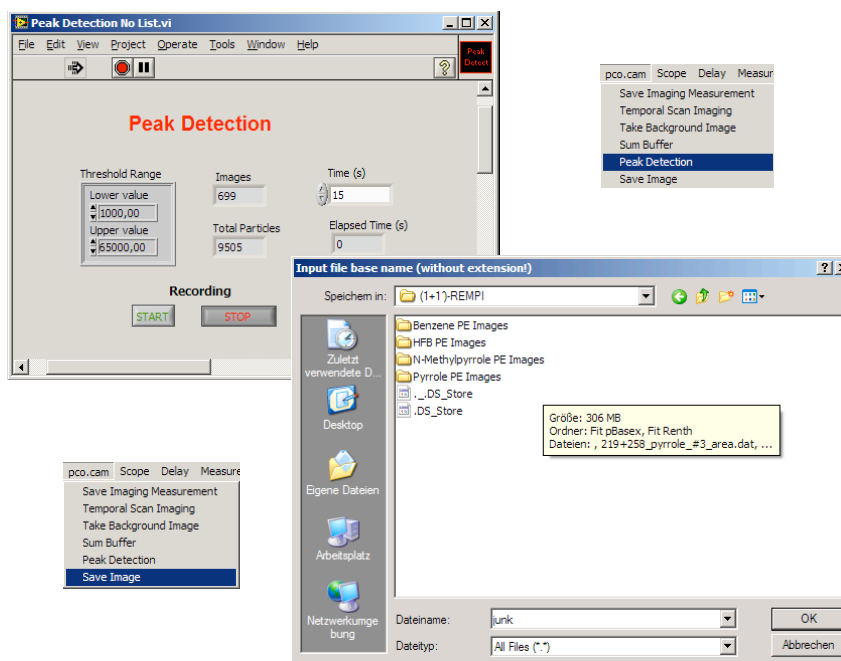 Peak Detection No List.vi
File Edit View Project Operate Tools Window Help
Peak
Detect
Peak Detection
Threshold Range
Lower value
1000,00
Upper value
65000,00
Images
699
Total Particles
9505
Time (s)
15
Elapsed Time (s)
0
Recording
START STOP
pco.cam Scope Delay Measur
Save Imaging Measurement
Temporal Scan Imaging
Take Background Image
Sum Buffer
Peak Detection
Save Image
Input file base name (without extension!)
Speichern in: (1+1')-REMPI
Zuletzt
verwendete D...
Desktop
Eigene Dateien
Arbeitsplatz
Netzwerkumge
bung
Benzene PE Images
HFB PE Images
N-Methylpyrrole PE Images
Pyrrole PE Images
._.DS_Store
.DS_Store
Größe: 306 MB
Ordner: Fit pBasex, Fit Renth
Dateien: , 219+258_pyrrole_#3_area.dat, ...
Dateiname: junk OK
Dateityp: All Files (*.*) Abbrechen
pco.cam Scope Delay Measure
Save Imaging Measurement
Temporal Scan Imaging
Take Background Image
Sum Buffer
Peak Detection
Save Image